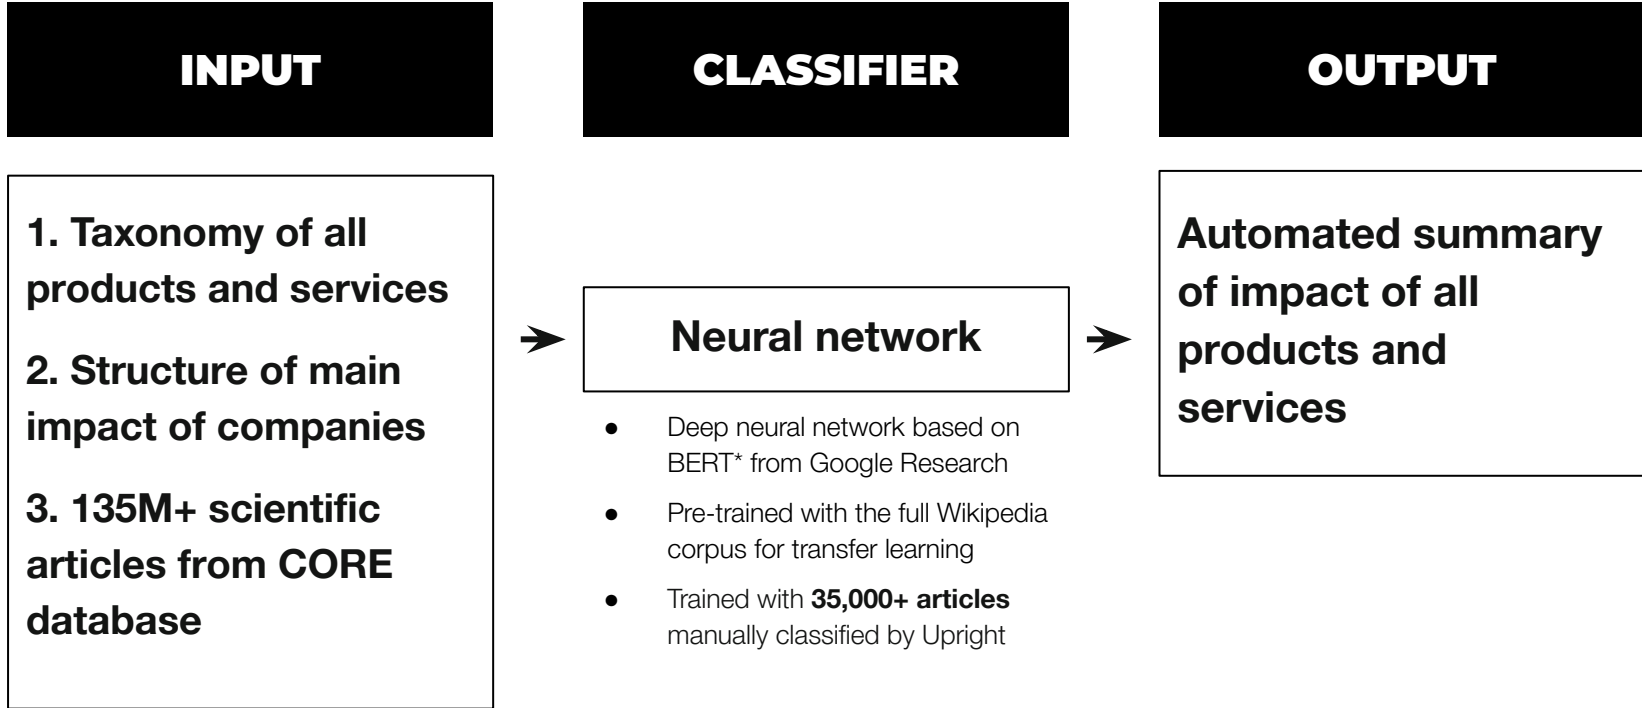 INPUT
1. Taxonomy of all
products and services
2. Structure of main
impact of companies
3. 135M+ scientific
articles from CORE
database
CLASSIFIER
Neural network
● Deep neural network based on
BERT* from Google Research
● Pre-trained with the full Wikipedia
corpus for transfer learning
● Trained with 35,000+ articles
manually classified by Upright
OUTPUT
Automated summary
of impact of all
products and
services